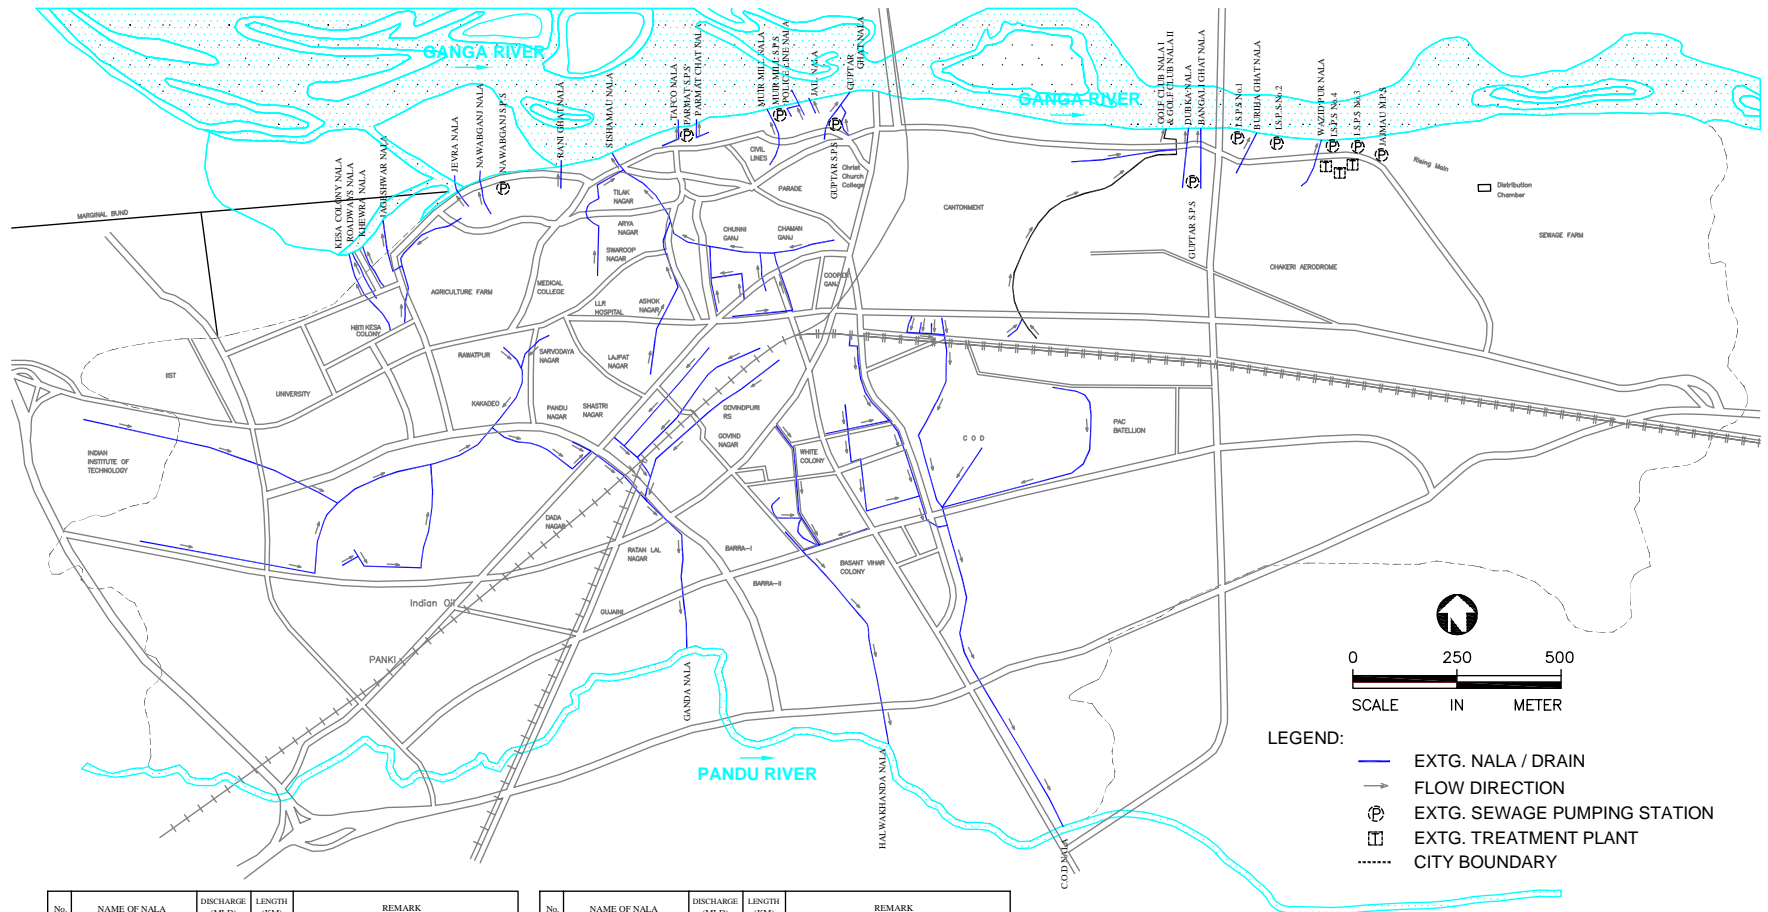 GANGA RIVER
GANGA RIVER
KESA COLONY NALA
ROADWAYS NALA
KHEWRA NALA
JAGESHWAR NALA
JEVRA NALA
NAWABGANJ NALA
NAWABGANJ S.P.S
RANI GHAT NALA
SISHAMAU NALA
TAFCO NALA
PARMAT S.P.S
PARMAT CHAT NALA
MUIR MILL NALA
MUIR MILL S.P.S
POLICE LINE NALA
JAIL NALA
GUPTAR
GHAT NALA
GUPTAR S.P.S
GOLF CLUB NALA I
& GOLF CLUB NALA II
DUBKA NALA
BANGALI GHAT NALA
GUPTAR S.P.S
I.S.P.S No.1
BURHIA GHAT NALA
I.S.P.S No.2
WAZIDPUR NALA
I.S.P.S No.4
I.S.P.S No.3
JAJMAU M.P.S
Rising Main
Distribution
Chamber
SEWAGE FARM
MARGINAL BUND
CIVIL
LINES
PARADE
Christ
Church
College
TILAK
NAGAR
ARYA
NAGAR
SWAROOP
NAGAR
CHUNNI
GANJ
CHAMAN
GANJ
CANTONMENT
CHAKERI AERODROME
COOPER
GANJ
AGRICULTURE FARM
MEDICAL
COLLEGE
LLR
HOSPITAL
ASHOK
NAGAR
HBTI KESA
COLONY
RAWATPUR
SARVODAYA
NAGAR
LAJPAT
NAGAR
IIST
UNIVERSITY
KAKADEO
PANDU
NAGAR
SHASTRI
NAGAR
GOVINDPURI
RS
GOVIND
NAGAR
WHITE
COLONY
C O D
PAC
BATELLION
INDIAN
INSTITUTE OF
TECHNOLOGY
DADA
NAGAR
RATAN LAL
NAGAR
BARRA-I
BARRA-II
BASANT VIHAR
COLONY
Indian Oil
GUJAINI
PANKI
GANDA NALA
HALWAKHANDA NALA
C.O.D NALA
PANDU RIVER
0 250 500
SCALE IN METER
LEGEND:
EXTG. NALA / DRAIN
FLOW DIRECTION
P EXTG. SEWAGE PUMPING STATION
T EXTG. TREATMENT PLANT
CITY BOUNDARY
No. NAME OF NALA DISCHARGE (MLD) LENGTH (KM) REMARK
No. NAME OF NALA DISCHARGE (MLD) LENGTH (KM) REMARK